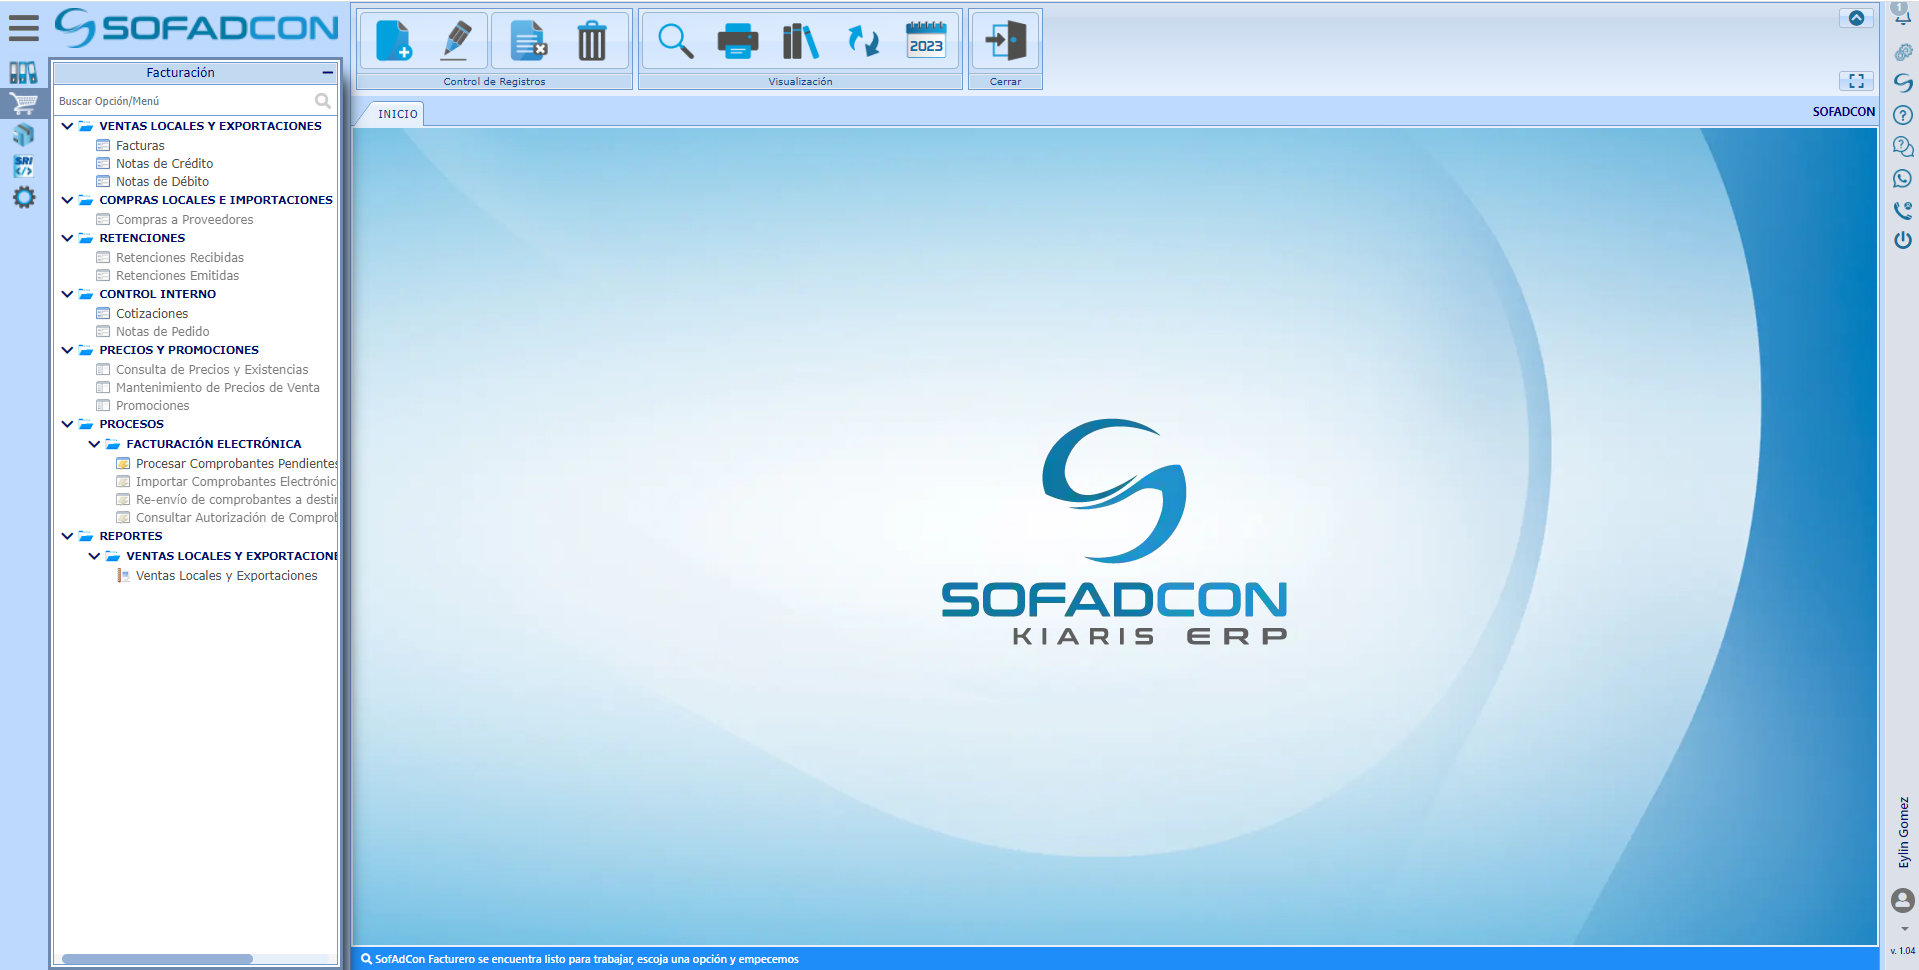 SOFADCON
Facturación
Buscar Opción/Menú
VENTAS LOCALES Y EXPORTACIONES
Facturas
Notas de Crédito
Notas de Débito
COMPRAS LOCALES E IMPORTACIONES
Compras a Proveedores
RETENCIONES
Retenciones Recibidas
Retenciones Emitidas
CONTROL INTERNO
Cotizaciones
Notas de Pedido
PRECIOS Y PROMOCIONES
Consulta de Precios y Existencias
Mantenimiento de Precios de Venta
Promociones
PROCESOS
FACTURACIÓN ELECTRÓNICA
Procesar Comprobantes Pendientes
Importar Comprobantes Electrónic
Re-envío de comprobantes a destin
Consultar Autorización de Comprob
REPORTES
VENTAS LOCALES Y EXPORTACIONE
Ventas Locales y Exportaciones
SRI
</>
2023
Control de Registros
Visualización
Cerrar
INICIO
SOFADCON
SOFADCON
KIARIS ERP
SofAdCon Facturero se encuentra listo para trabajar, escoja una opción y empecemos
1
Eylin Gomez
v. 1.04